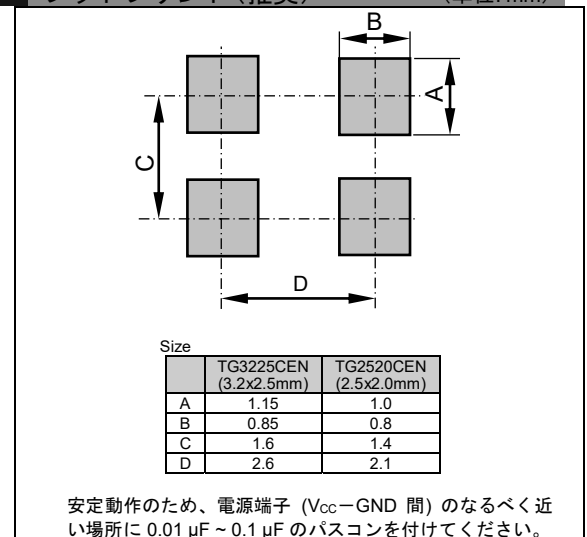 (単位: mm)
B
A
C
D
Size
TG3225CEN TG2520CEN
(3.2x2.5mm) (2.5x2.0mm)
A 1.15 1.0
B 0.85 0.8
C 1.6 1.4
D 2.6 2.1
安定動作のため、電源端子 (Vcc－GND 間) のなるべく近
い場所に 0.01 µF ~ 0.1 µF のパスコンを付けてください。